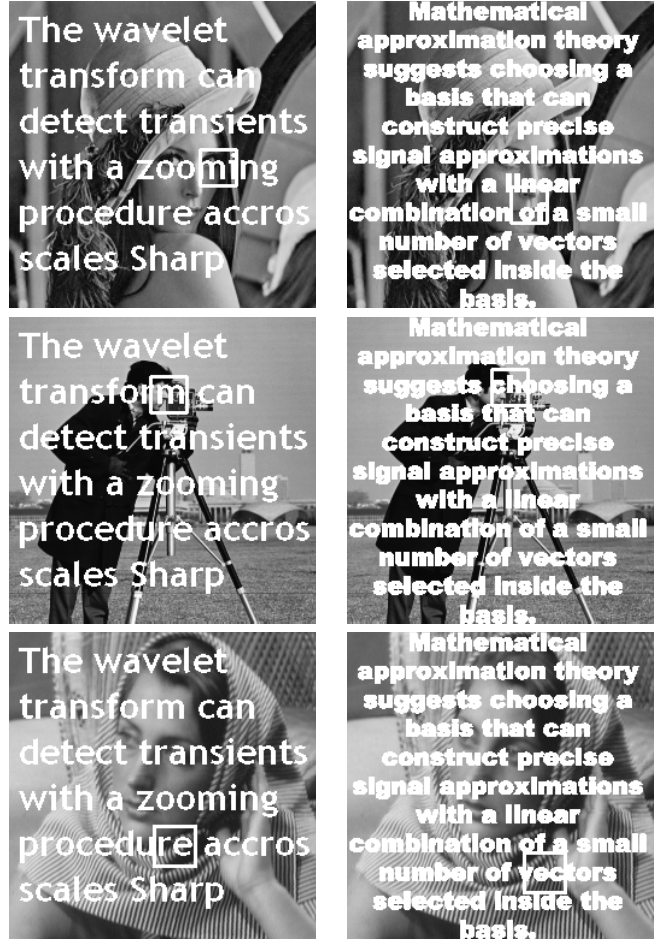 The wavelet
transform can
detect transients
with a zooming
procedure accros
scales Sharp
Mathematical
approximation theory
suggests choosing a
basis that can
construct precise
signal approximations
with a linear
combination of a small
number of vectors
selected inside the
basis.
The wavelet
transform can
detect transients
with a zooming
procedure accros
scales Sharp
Mathematical
approximation theory
suggests choosing a
basis that can
construct precise
signal approximations
with a linear
combination of a small
number of vectors
selected inside the
basis.
The wavelet
transform can
detect transients
with a zooming
procedure accros
scales Sharp
Mathematical
approximation theory
suggests choosing a
basis that can
construct precise
signal approximations
with a linear
combination of a small
number of vectors
selected inside the
basis.